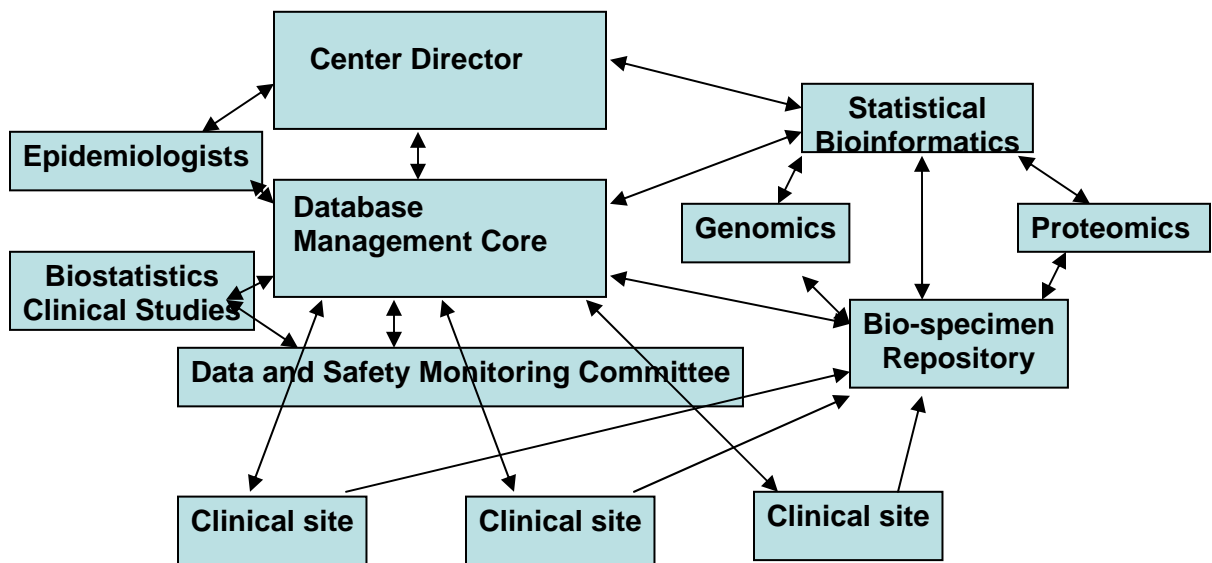 Center Director
Statistical
Bioinformatics
Epidemiologists
Database
Management Core
Genomics
Proteomics
Biostatistics
Clinical Studies
Bio-specimen
Repository
Data and Safety Monitoring Committee
Clinical site
Clinical site
Clinical site